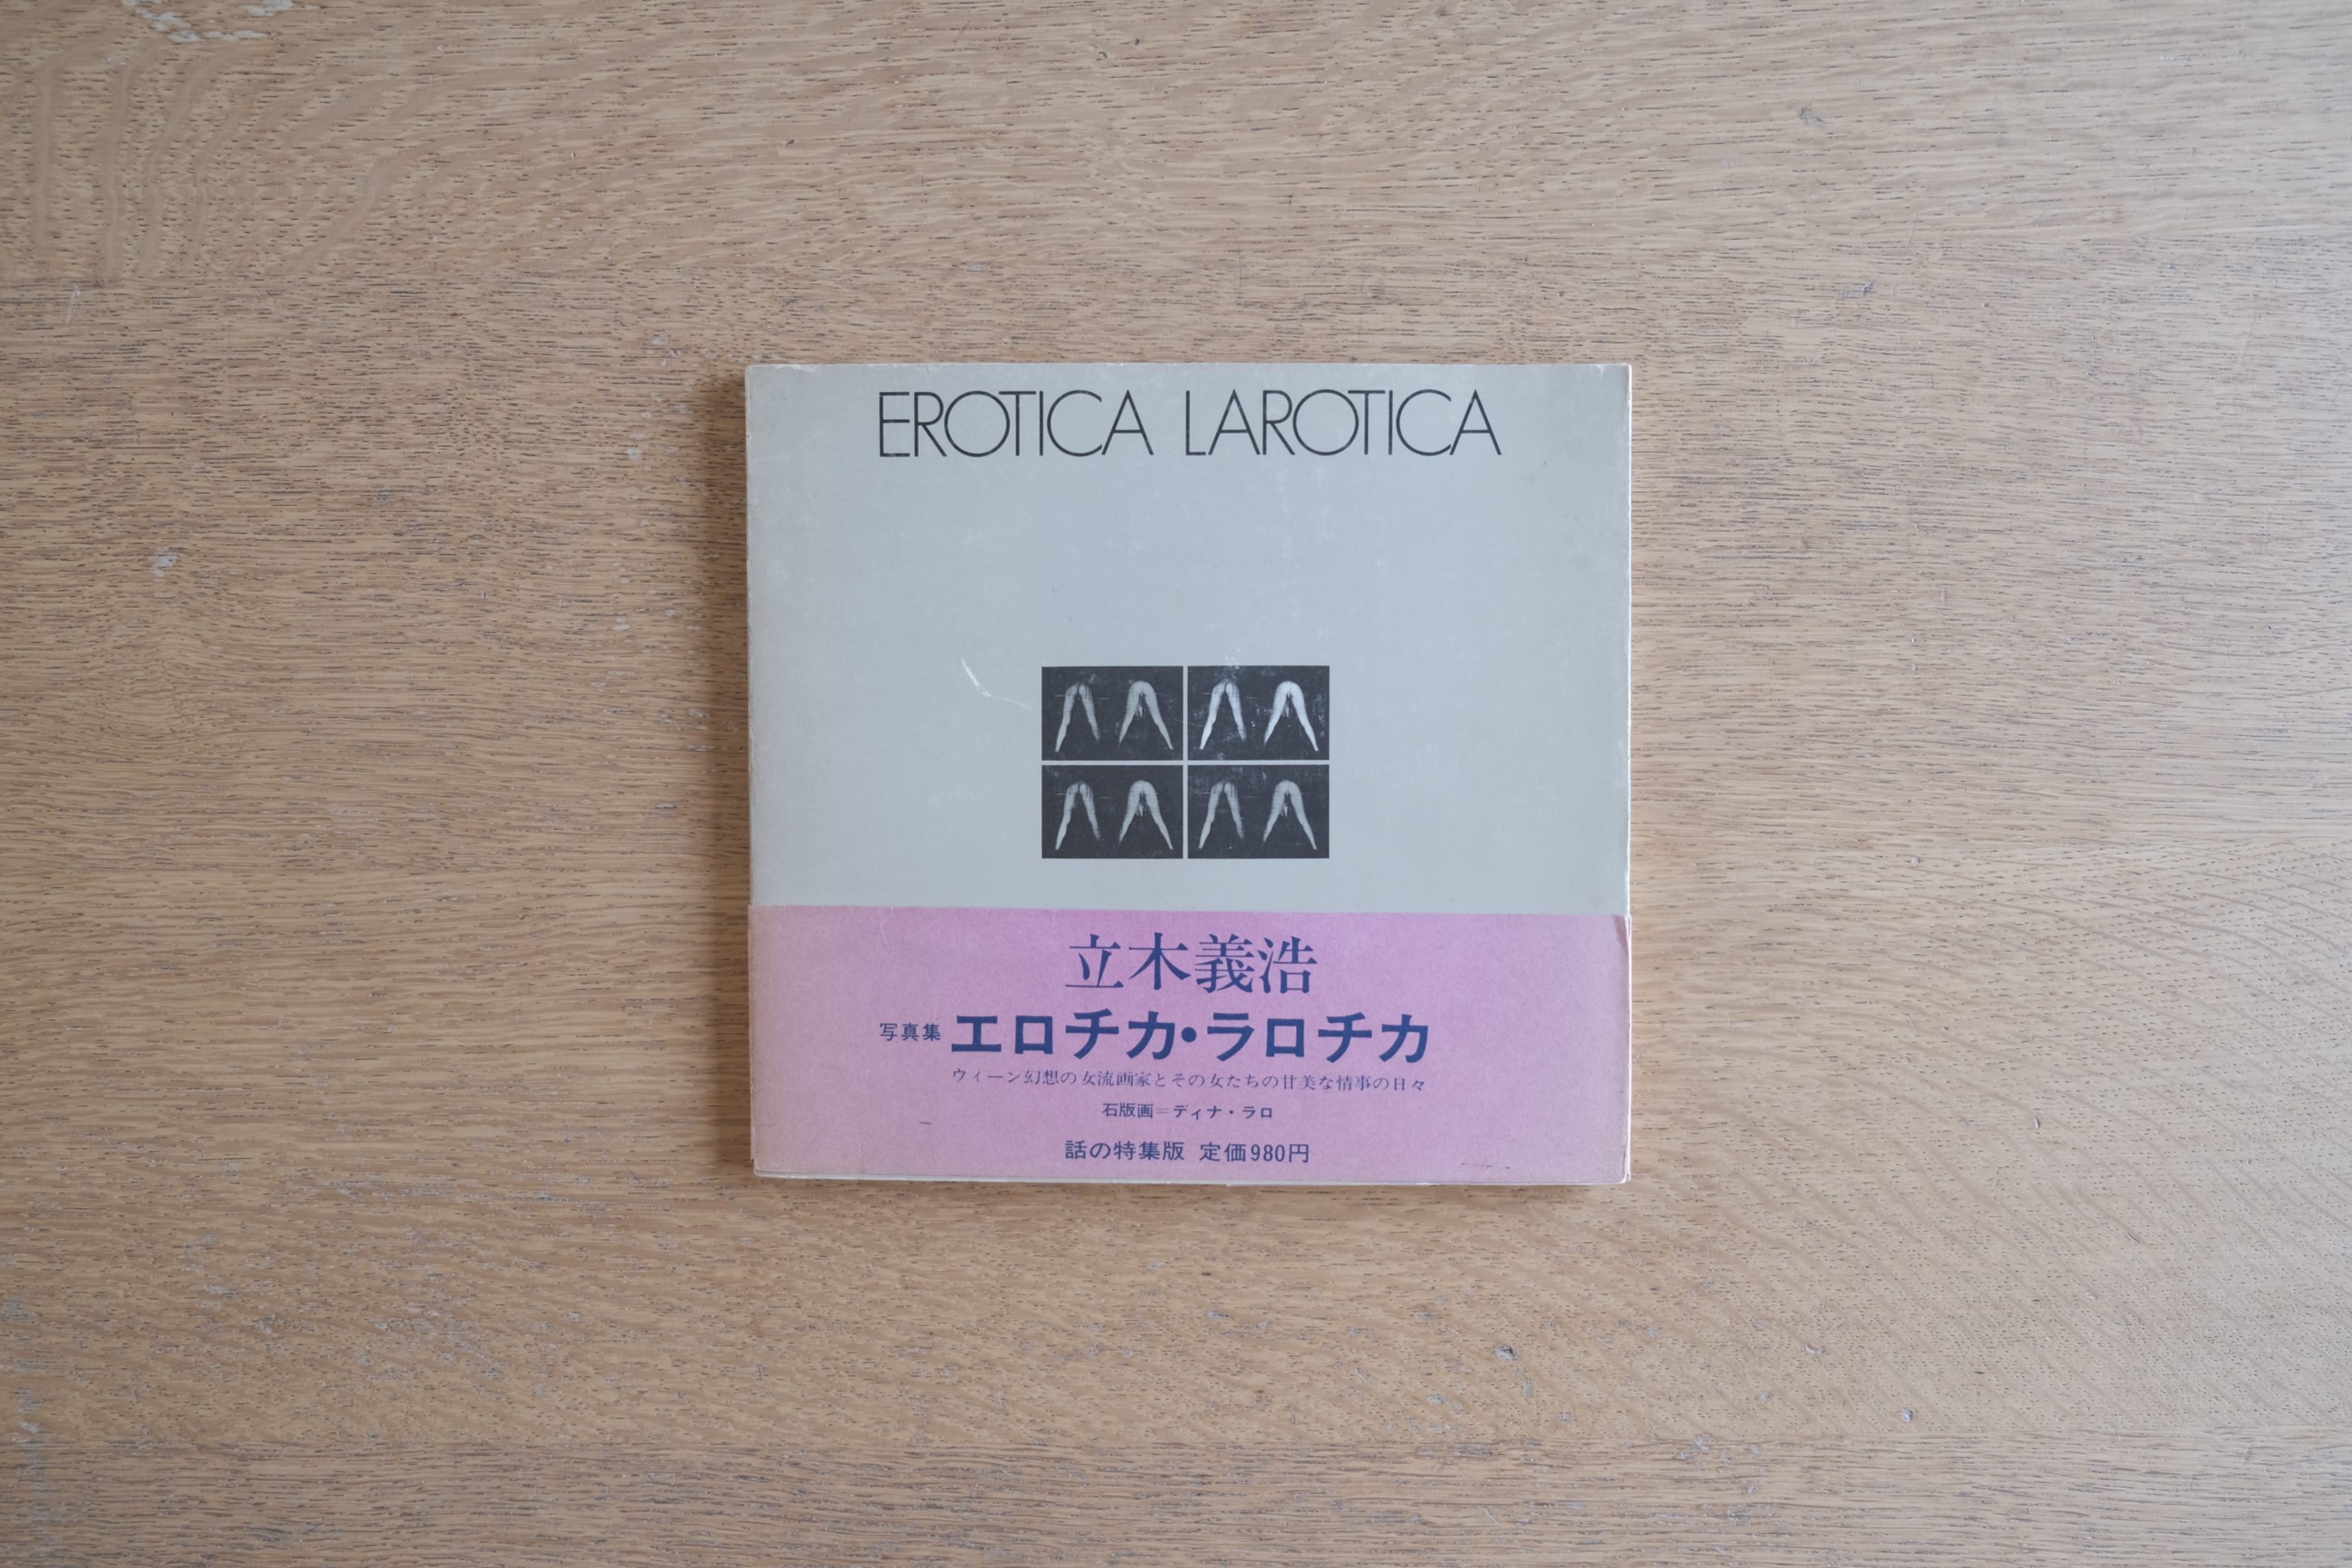 EROTICA LAROTICA
立木義浩
写真集 エロチカ・ラロチカ
ウィーン幻想の女流画家とその女たちの甘美な情事の日々
石版画=ディナ・ラロ
話の特集版 定価980円